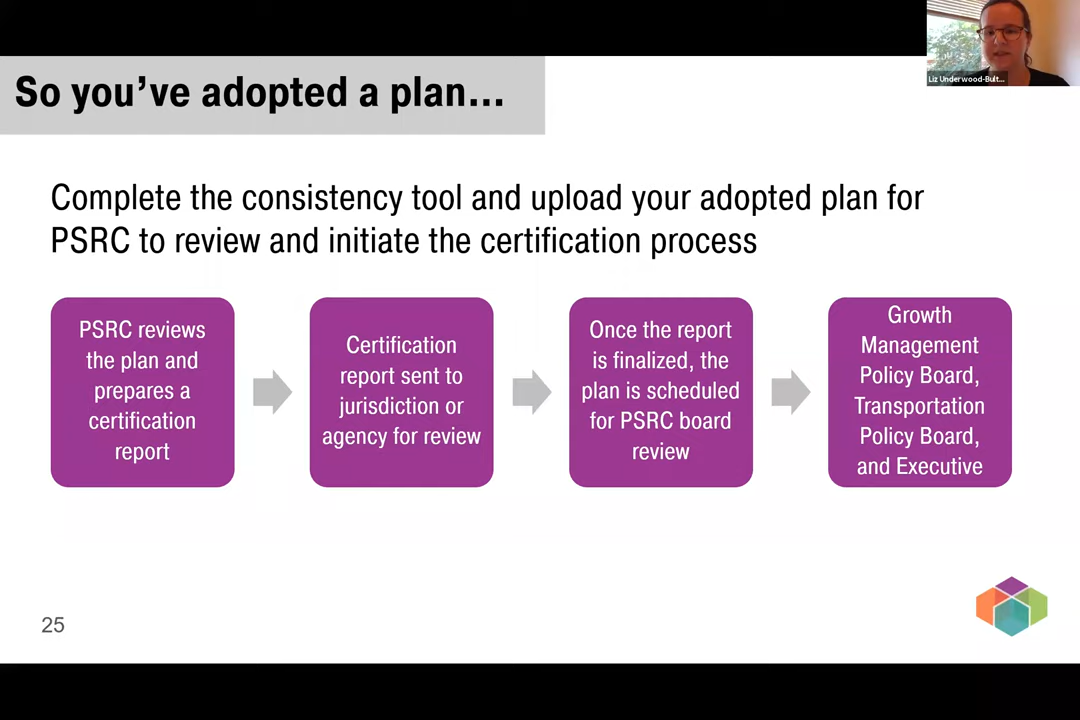 Liz Underwood-Bult...
So you’ve adopted a plan...
Complete the consistency tool and upload your adopted plan for
PSRC to review and initiate the certification process
PSRC reviews
the plan and
prepares a
certification
report
Certification
report sent to
jurisdiction or
agency for review
Once the report
is finalized, the
plan is scheduled
for PSRC board
review
Growth
Management
Policy Board,
Transportation
Policy Board,
and Executive
25